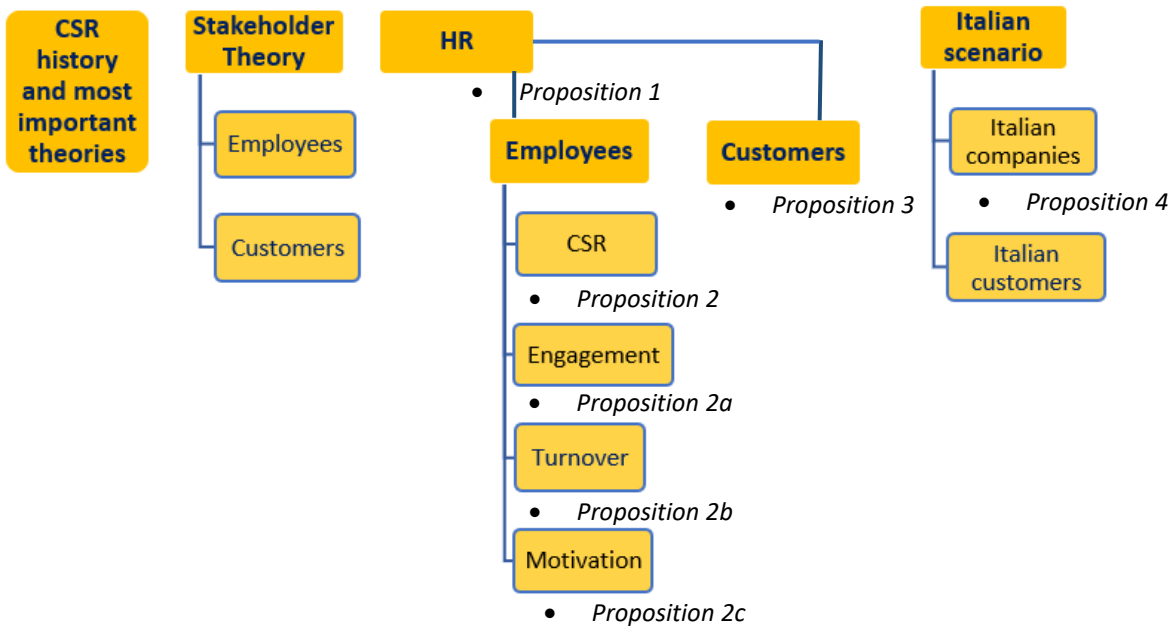 CSR
history
and most
important
theories
Stakeholder
Theory
Employees
Customers
HR
• Proposition 1
Employees
CSR
• Proposition 2
Engagement
• Proposition 2a
Turnover
• Proposition 2b
Motivation
• Proposition 2c
Customers
• Proposition 3
Italian
scenario
Italian
companies
• Proposition 4
Italian
customers